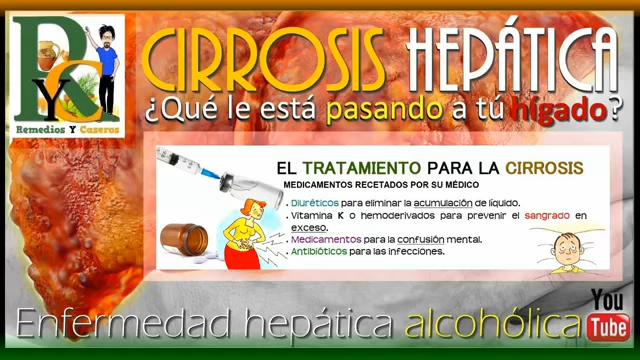 CIRROSIS HEPÁTICA
¿Qué le está pasando a tú hígado?
RYC
Remedios Y Caseros
EL TRATAMIENTO PARA LA CIRROSIS
MEDICAMENTOS RECETADOS POR SU MÉDICO
• Diuréticos para eliminar la acumulación de líquido.
• Vitamina K o hemoderivados para prevenir el sangrado en
exceso.
• Medicamentos para la confusión mental.
• Antibióticos para las infecciones.
Enfermedad hepática alcohólica
You
Tube